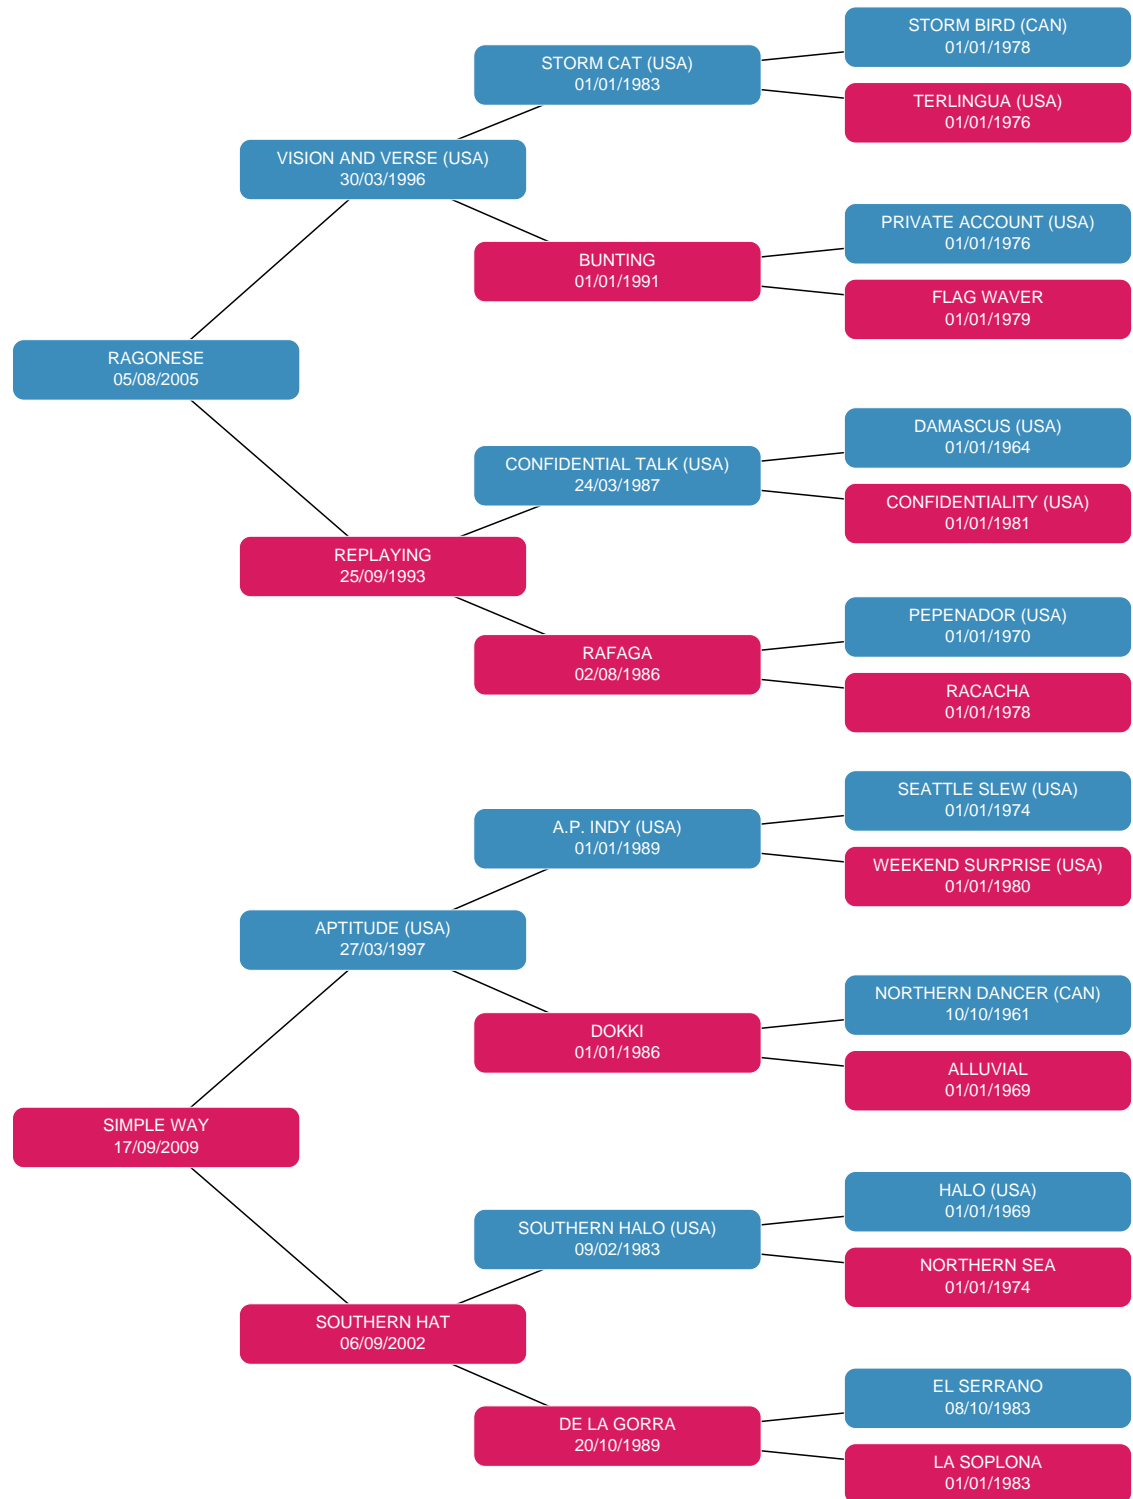 STORM BIRD (CAN)
01/01/1978
STORM CAT (USA)
01/01/1983
TERLINGUA (USA)
01/01/1976
VISION AND VERSE (USA)
30/03/1996
PRIVATE ACCOUNT (USA)
01/01/1976
BUNTING
01/01/1991
FLAG WAVER
01/01/1979
RAGONESE
05/08/2005
DAMASCUS (USA)
01/01/1964
CONFIDENTIAL TALK (USA)
24/03/1987
CONFIDENTIALITY (USA)
01/01/1981
REPLAYING
25/09/1993
PEPENADOR (USA)
01/01/1970
RAFAGA
02/08/1986
RACACHA
01/01/1978
SEATTLE SLEW (USA)
01/01/1974
A.P. INDY (USA)
01/01/1989
WEEKEND SURPRISE (USA)
01/01/1980
APTITUDE (USA)
27/03/1997
NORTHERN DANCER (CAN)
10/10/1961
DOKKI
01/01/1986
ALLUVIAL
01/01/1969
SIMPLE WAY
17/09/2009
HALO (USA)
01/01/1969
SOUTHERN HALO (USA)
09/02/1983
NORTHERN SEA
01/01/1974
SOUTHERN HAT
06/09/2002
EL SERRANO
08/10/1983
DE LA GORRA
20/10/1989
LA SOPLONA
01/01/1983